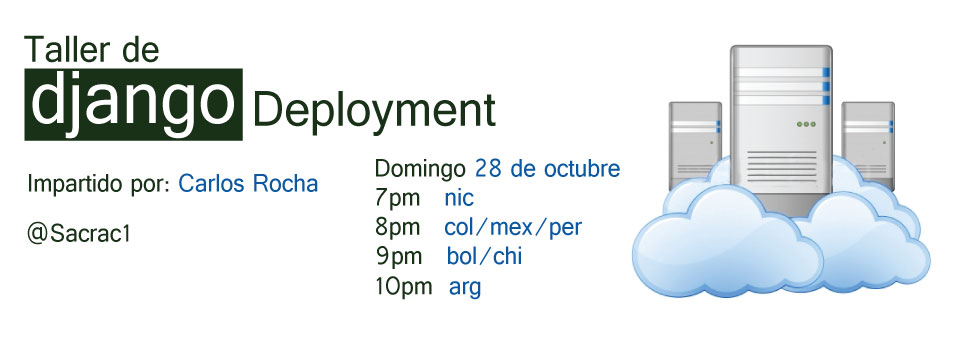 Taller de
django Deployment
Impartido por: Carlos Rocha
@Sacrac1
Domingo 28 de octubre
7pm nic
8pm col/mex/per
9pm bol/chi
10pm arg